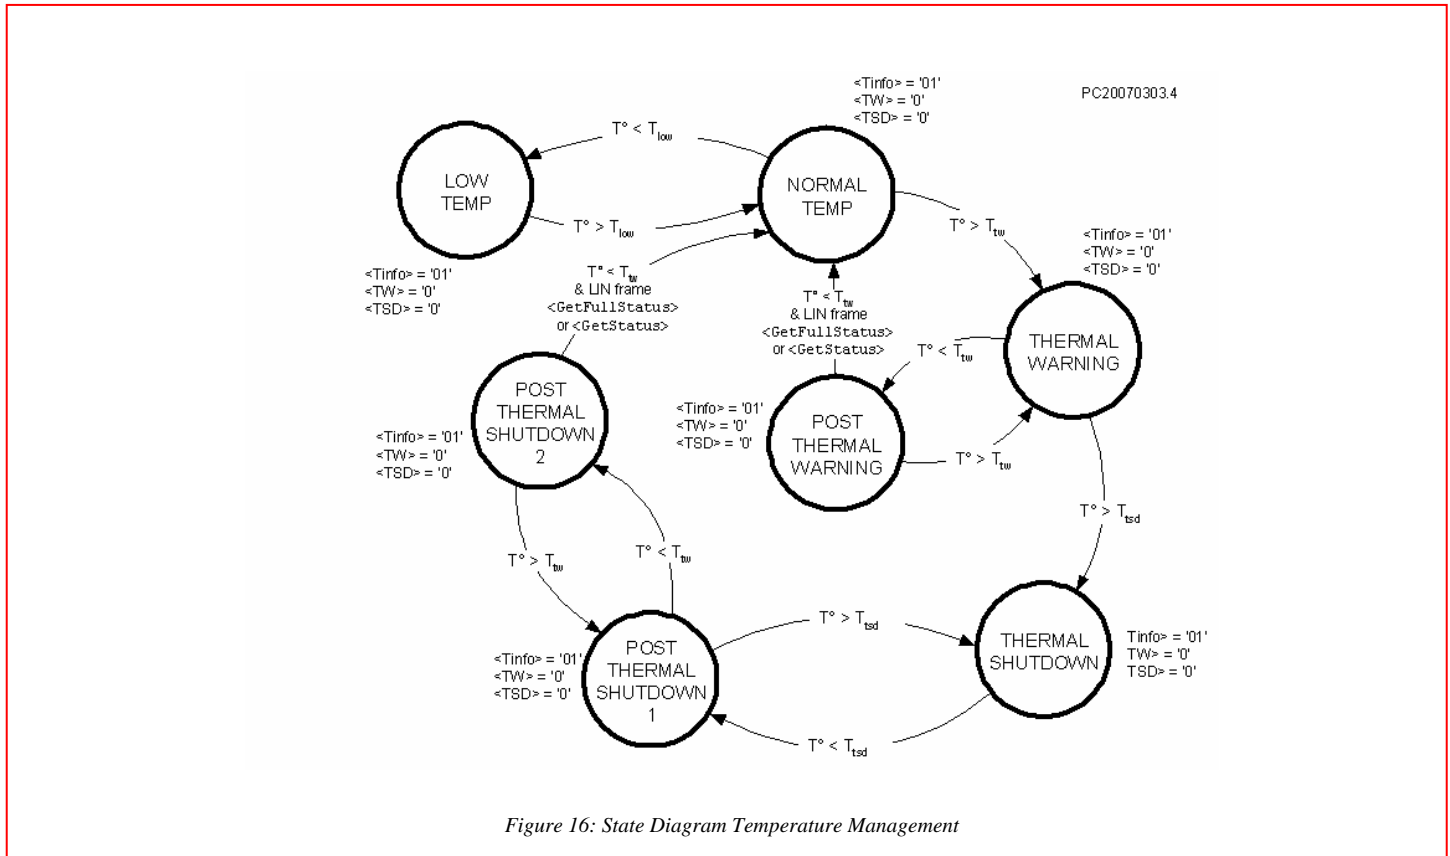 PC20070303.4
<Tinfo> = '01'
<TW> = '0'
<TSD> = '0'
T° < Tlow
LOW
TEMP
NORMAL
TEMP
T° > Tlow
T° > Ttw
<Tinfo> = '01'
<TW> = '0'
<TSD> = '0'
<Tinfo> = '01'
<TW> = '0'
<TSD> = '0'
T° < Ttw
& LIN frame
<GetFullStatus>
or <GetStatus>
T° < Ttw
& LIN frame
<GetFullStatus>
or <GetStatus>
THERMAL
WARNING
T° < Ttw
POST
THERMAL
SHUTDOWN
2
<Tinfo> = '01'
<TW> = '0'
<TSD> = '0'
<Tinfo> = '01'
<TW> = '0'
<TSD> = '0'
POST
THERMAL
WARNING
T° > Ttw
T° > Ttsd
T° > Ttw
T° < Ttw
T° > Ttsd
POST
THERMAL
SHUTDOWN
1
<Tinfo> = '01'
<TW> = '0'
<TSD> = '0'
THERMAL
SHUTDOWN
Tinfo> = '01'
TW> = '0'
TSD> = '0'
T° < Ttsd
Figure 16: State Diagram Temperature Management